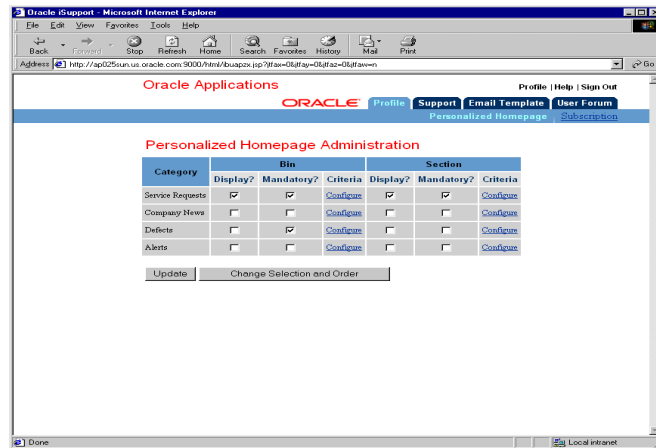 Oracle iSupport - Microsoft Internet Explorer
File Edit View Favorites Tools Help
Back Forward Stop Refresh Home Search Favorites History Mail Print
Address http://ap025sun.us.oracle.com:9000/html/ibuapzx.jsp?jtfax=0&jtfay=0&jtfaz=0&jtfaw=n Go
Oracle Applications
Profile | Help | Sign Out
ORACLE Profile Support Email Template User Forum
Personalized Homepage Subscription
Personalized Homepage Administration
Category Bin Section
Display? Mandatory? Criteria Display? Mandatory? Criteria
Service Requests Configure Configure
Company News Configure Configure
Defects Configure Configure
Alerts Configure Configure
Update Change Selection and Order
Done Local intranet